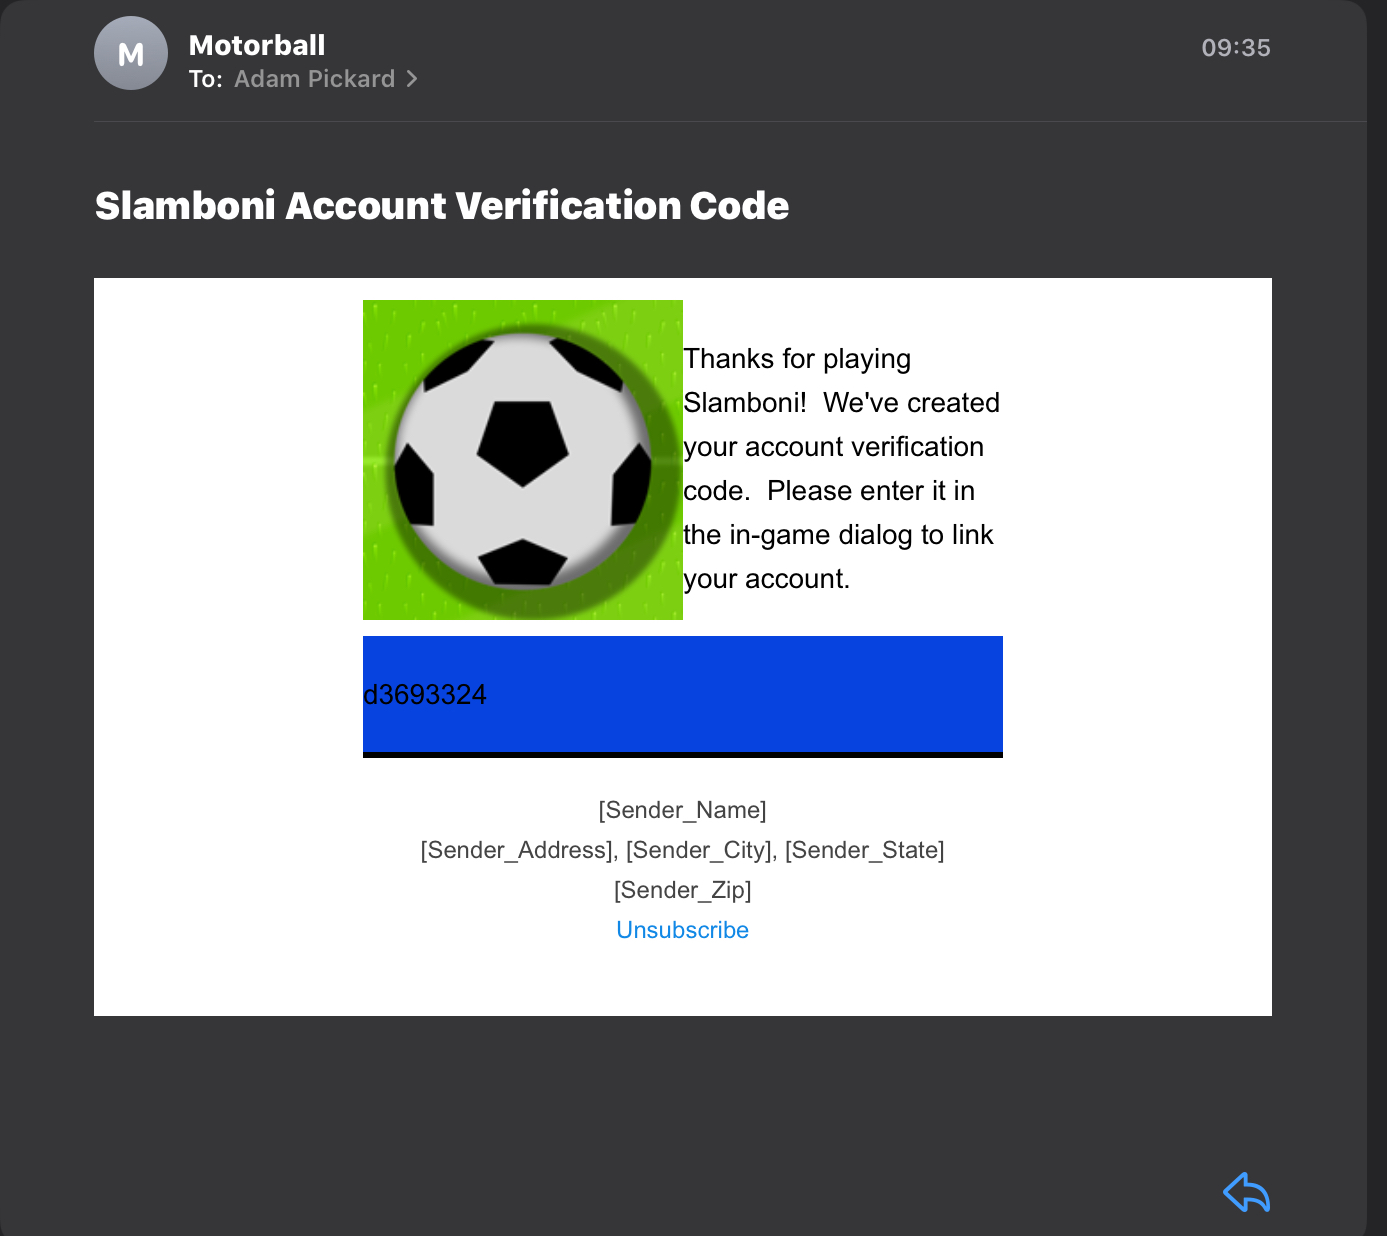 M
Motorball
09:35
To: Adam Pickard
Slamboni Account Verification Code
Thanks for playing
Slamboni!  We've created
your account verification
code.  Please enter it in
the in-game dialog to link
your account.
d3693324
[Sender_Name]
[Sender_Address], [Sender_City], [Sender_State]
[Sender_Zip]
Unsubscribe